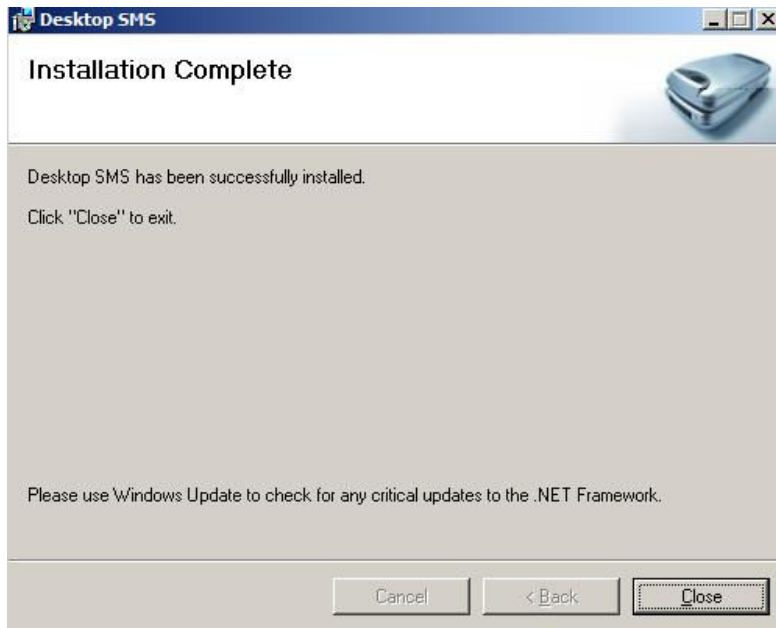 Desktop SMS
Installation Complete
Desktop SMS has been successfully installed.
Click "Close" to exit.
Please use Windows Update to check for any critical updates to the .NET Framework.
Cancel
< Back
Close